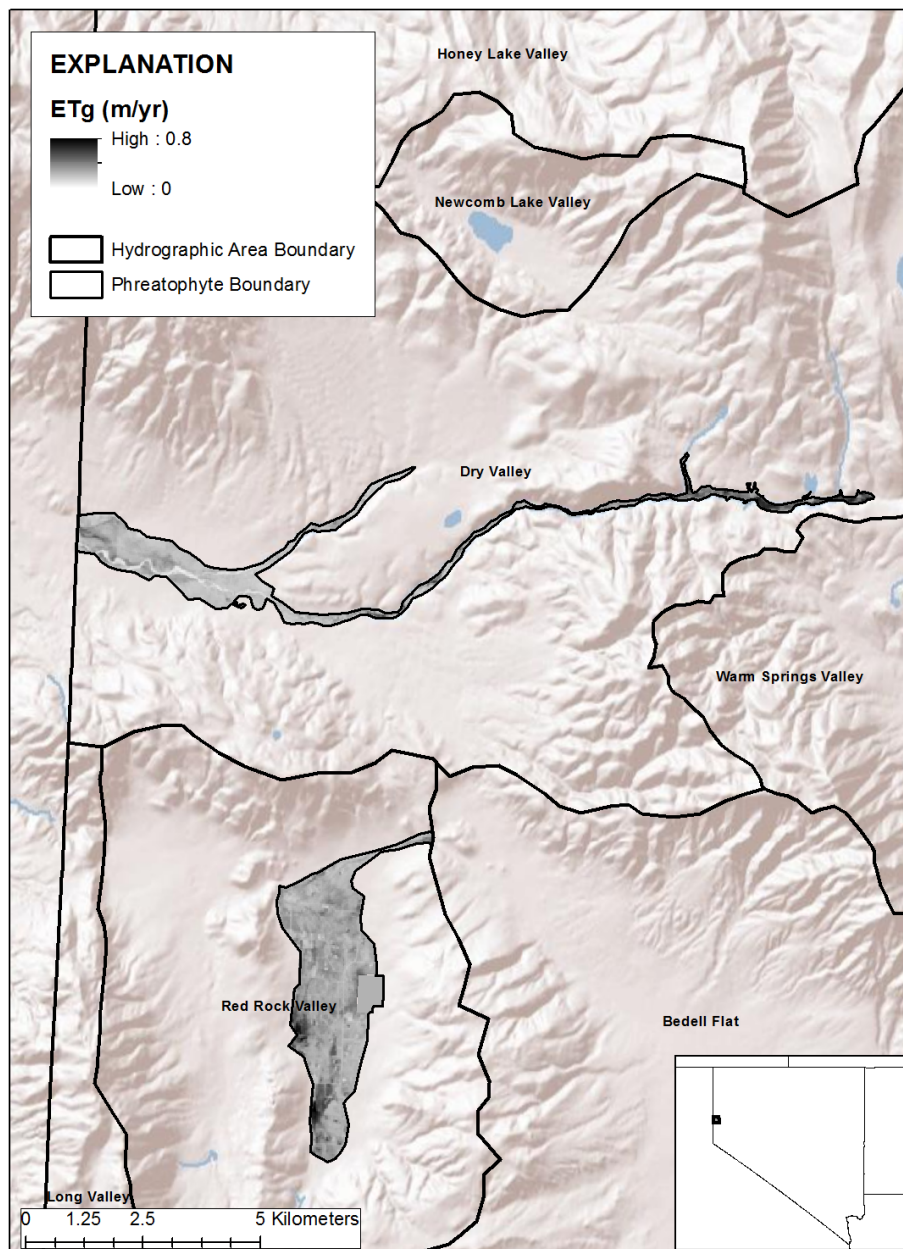 EXPLANATION
ETg (m/yr)
High : 0.8
Low : 0
Hydrographic Area Boundary
Phreatophyte Boundary
Honey Lake Valley
Newcomb Lake Valley
Dry Valley
Warm Springs Valley
Red Rock Valley
Bedell Flat
Long Valley
0 1.25 2.5 5 Kilometers